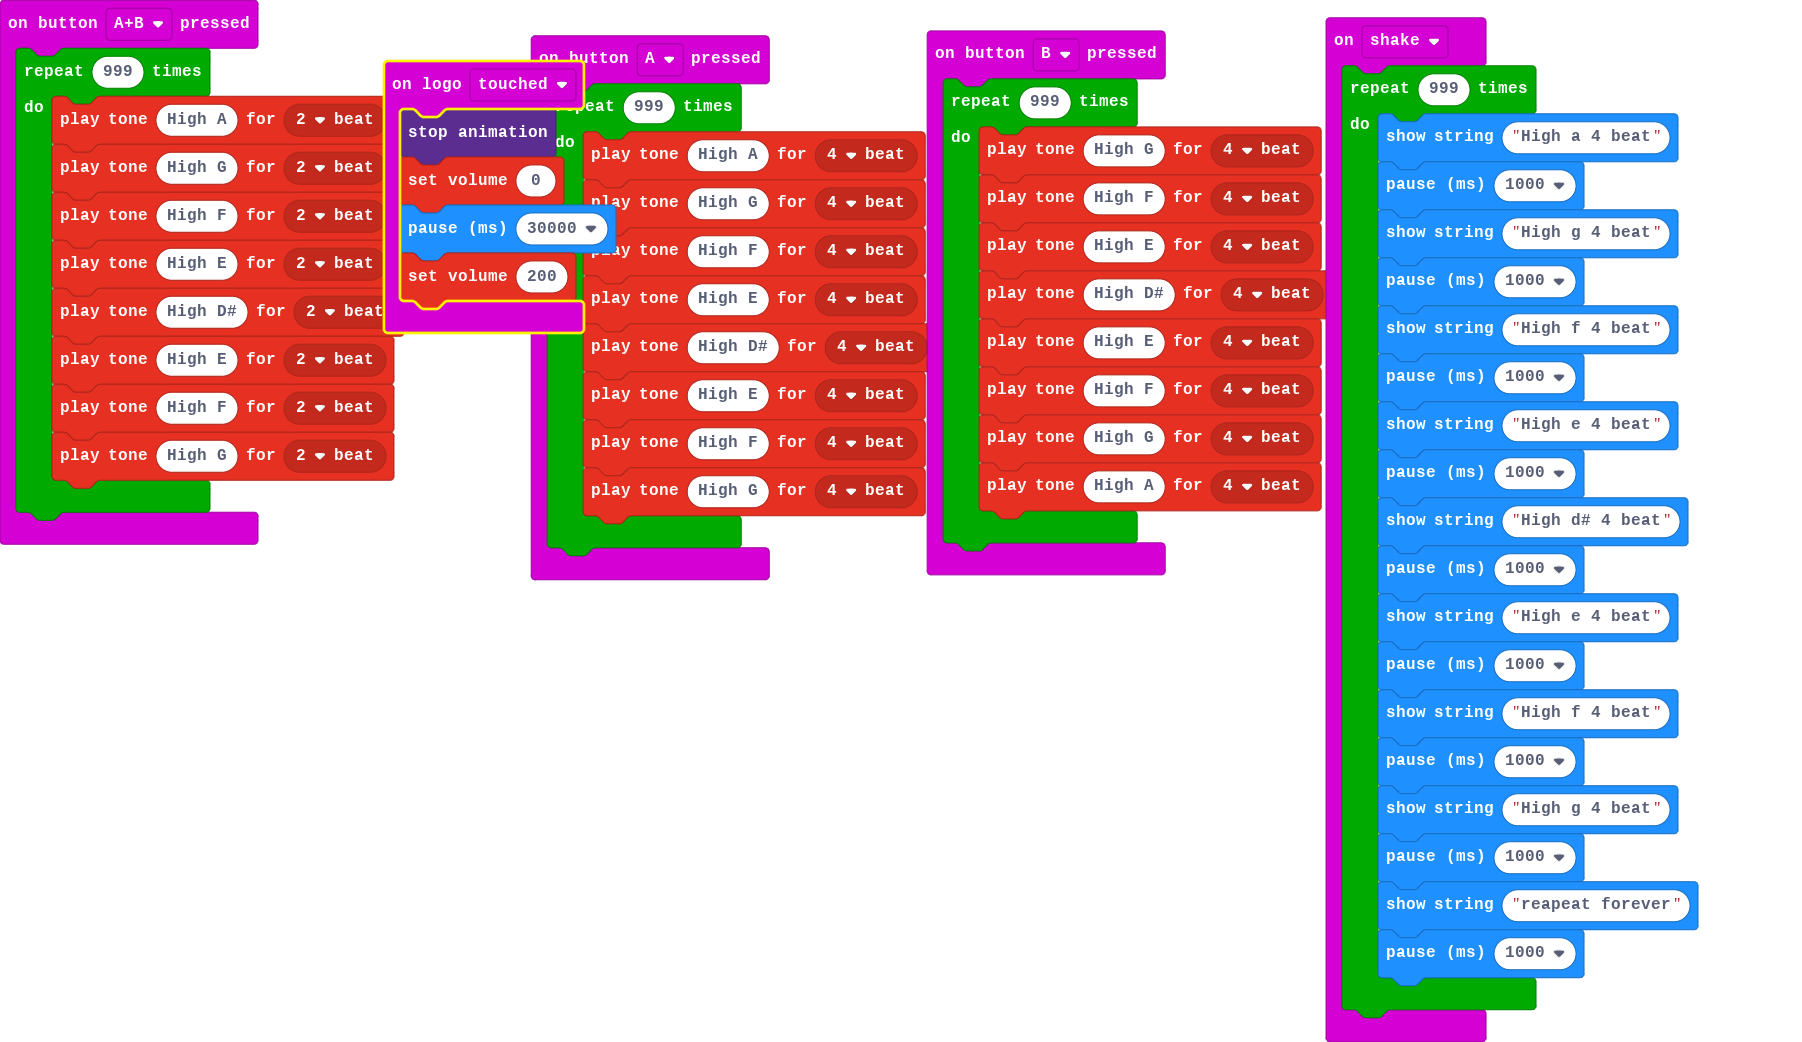 on button A+B pressed
repeat 999 times
do
play tone High A for 2 beat
play tone High G for 2 beat
play tone High F for 2 beat
play tone High E for 2 beat
play tone High D# for 2 beat
play tone High E for 2 beat
play tone High F for 2 beat
play tone High G for 2 beat
on logo touched
stop animation
set volume 0
pause (ms) 30000
set volume 200
on button A pressed
repeat 999 times
do
play tone High A for 4 beat
play tone High G for 4 beat
play tone High F for 4 beat
play tone High E for 4 beat
play tone High D# for 4 beat
play tone High E for 4 beat
play tone High F for 4 beat
play tone High G for 4 beat
on button B pressed
repeat 999 times
do
play tone High G for 4 beat
play tone High F for 4 beat
play tone High E for 4 beat
play tone High D# for 4 beat
play tone High E for 4 beat
play tone High F for 4 beat
play tone High G for 4 beat
play tone High A for 4 beat
on shake
repeat 999 times
do
show string "High a 4 beat"
pause (ms) 1000
show string "High g 4 beat"
pause (ms) 1000
show string "High f 4 beat"
pause (ms) 1000
show string "High e 4 beat"
pause (ms) 1000
show string "High d# 4 beat"
pause (ms) 1000
show string "High e 4 beat"
pause (ms) 1000
show string "High f 4 beat"
pause (ms) 1000
show string "High g 4 beat"
pause (ms) 1000
show string "reapeat forever"
pause (ms) 1000